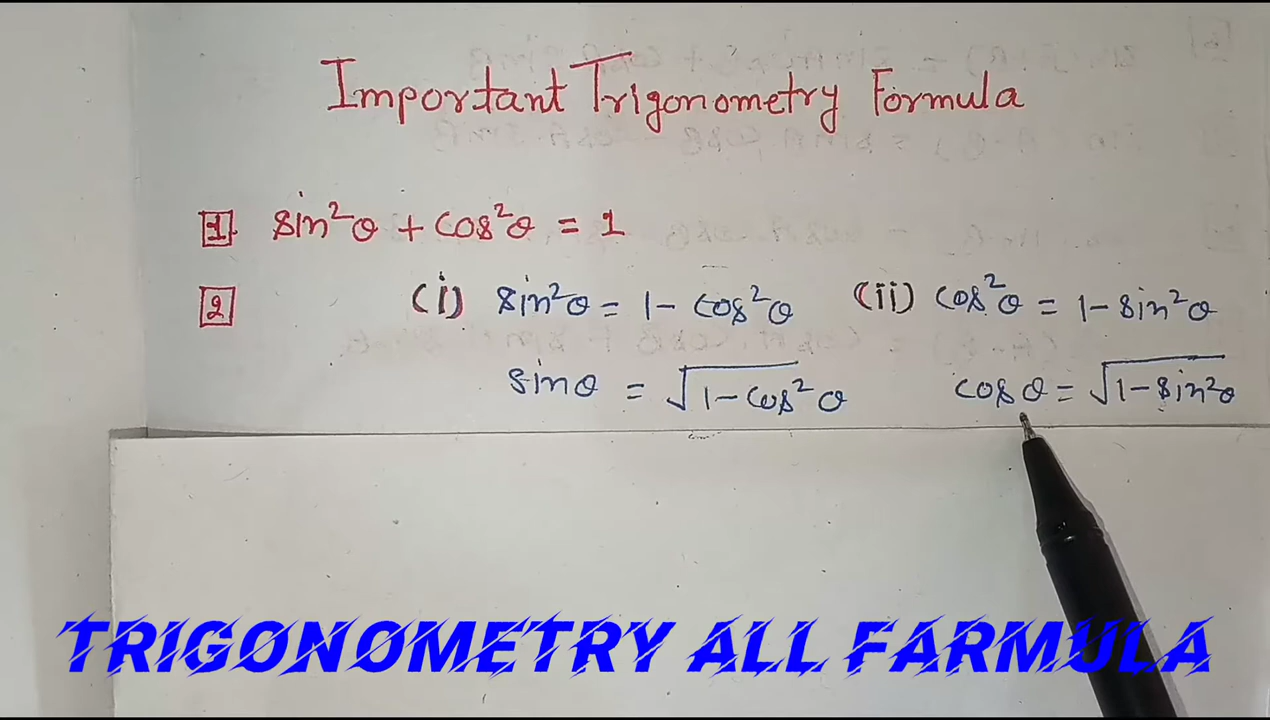 Important Trigonometry Formula
1 sin²θ + cos²θ = 1
2 (i) sin²θ = 1 - cos²θ (ii) cos²θ = 1 - sin²θ
sinθ = √1 - cos²θ cosθ = √1 - sin²θ
TRIGONOMETRY ALL FARMULA